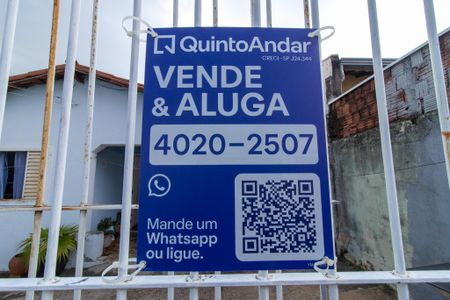 QuintoAndar
CRECI-SP J24.344
VENDE
& ALUGA
4020-2507
Mande um
Whatsapp
ou ligue.